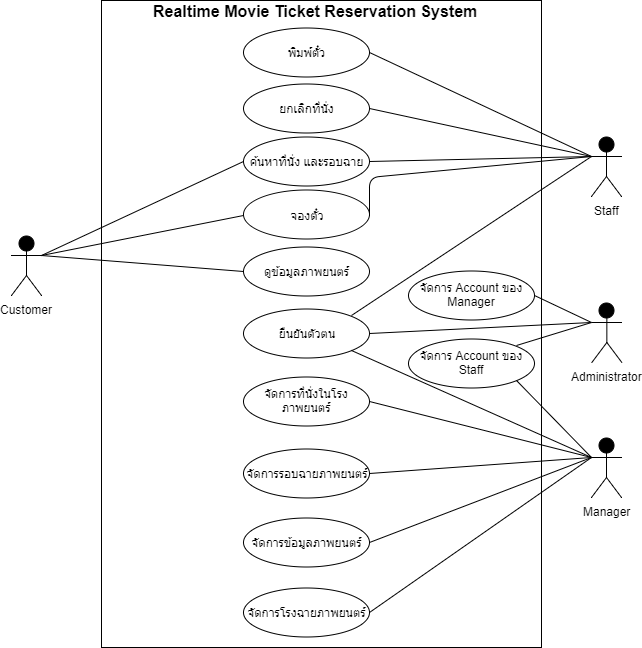 Realtime Movie Ticket Reservation System
พิมพ์ตั๋ว
ยกเลิกที่นั่ง
ค้นหาที่นั่ง และรอบฉาย
จองตั๋ว
ดูข้อมูลภาพยนตร์
ยืนยันตัวตน
จัดการที่นั่งในโรง
ภาพยนตร์
จัดการรอบฉายภาพยนตร์
จัดการข้อมูลภาพยนตร์
จัดการโรงฉายภาพยนตร์
จัดการ Account ของ
Manager
จัดการ Account ของ
Staff
Customer
Staff
Administrator
Manager